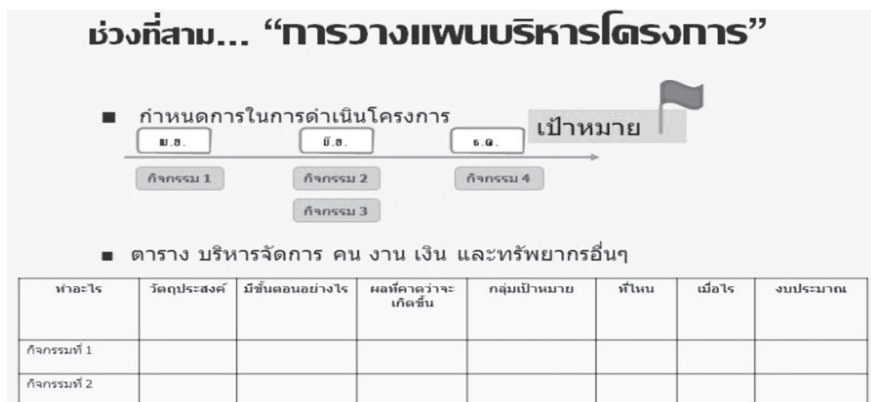 ช่วงที่สาม... “การวางแผนบริหารโครงการ”
■ กำหนดการในการดำเนินโครงการ
เป้าหมาย
ม.ย. มิ.ย. ธ.ค.
กิจกรรม 1 กิจกรรม 2 กิจกรรม 4
กิจกรรม 3
■ ตาราง บริหารจัดการ คน งาน เงิน และทรัพยากรอื่นๆ
ทำอะไร วัตถุประสงค์ มีขั้นตอนอย่างไร ผลที่คาดว่าจะเกิดขึ้น กลุ่มเป้าหมาย ที่ไหน เมื่อไร งบประมาณ
กิจกรรมที่ 1
กิจกรรมที่ 2